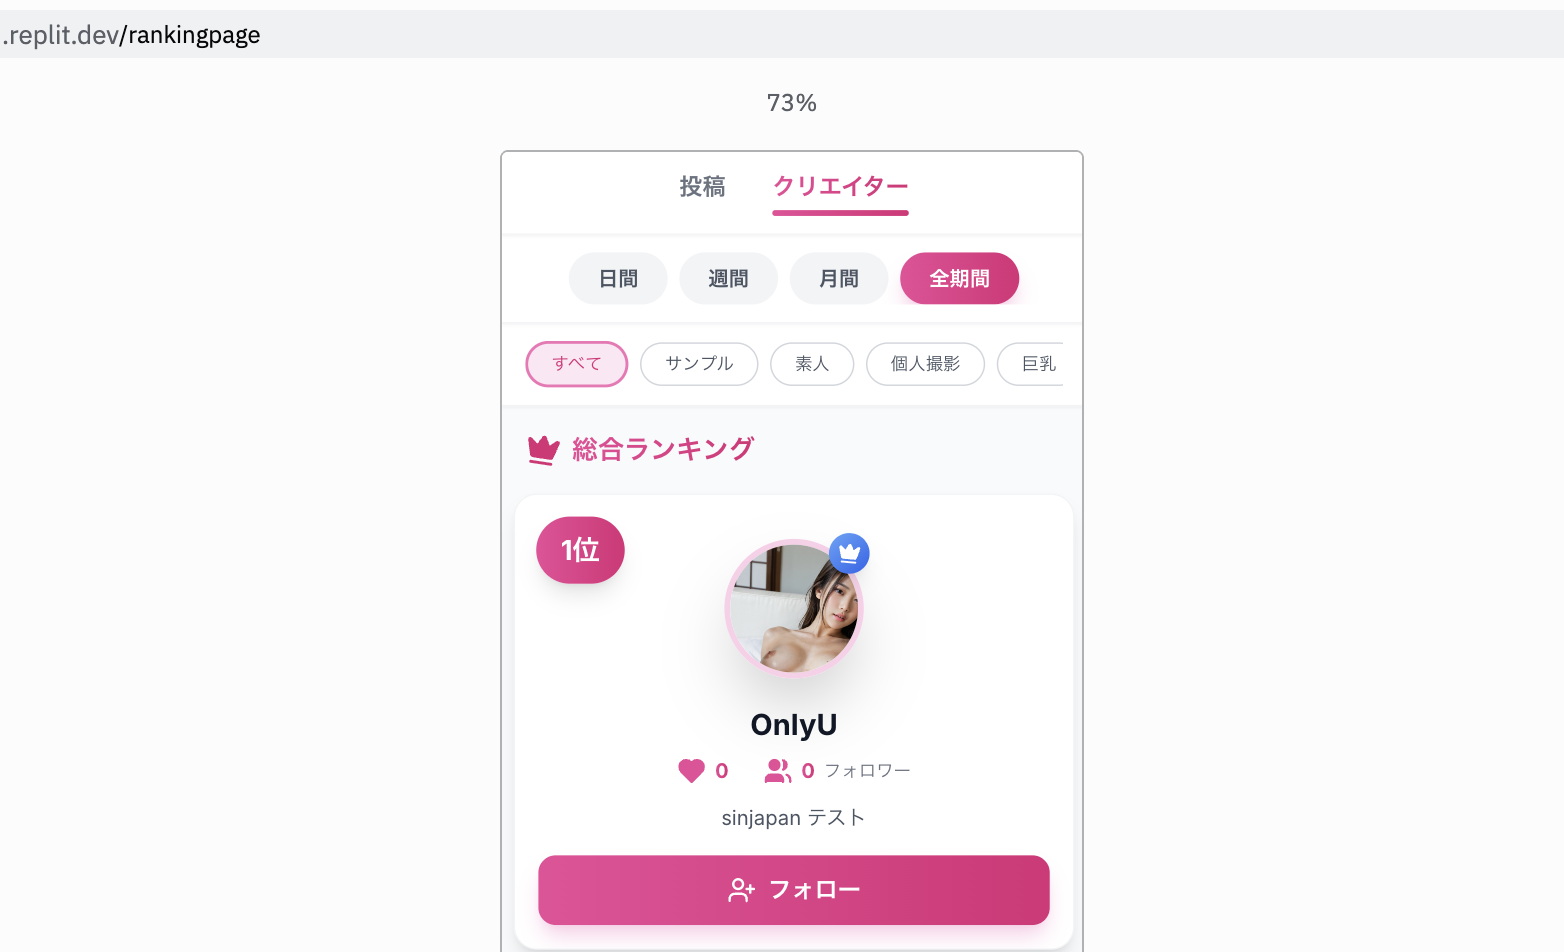 .replit.dev/rankingpage
73%
投稿 クリエイター
日間 週間 月間 全期間
すべて サンプル 素人 個人撮影 巨乳
総合ランキング
1位
OnlyU
0 0 フォロワー
sinjapan テスト
フォロー